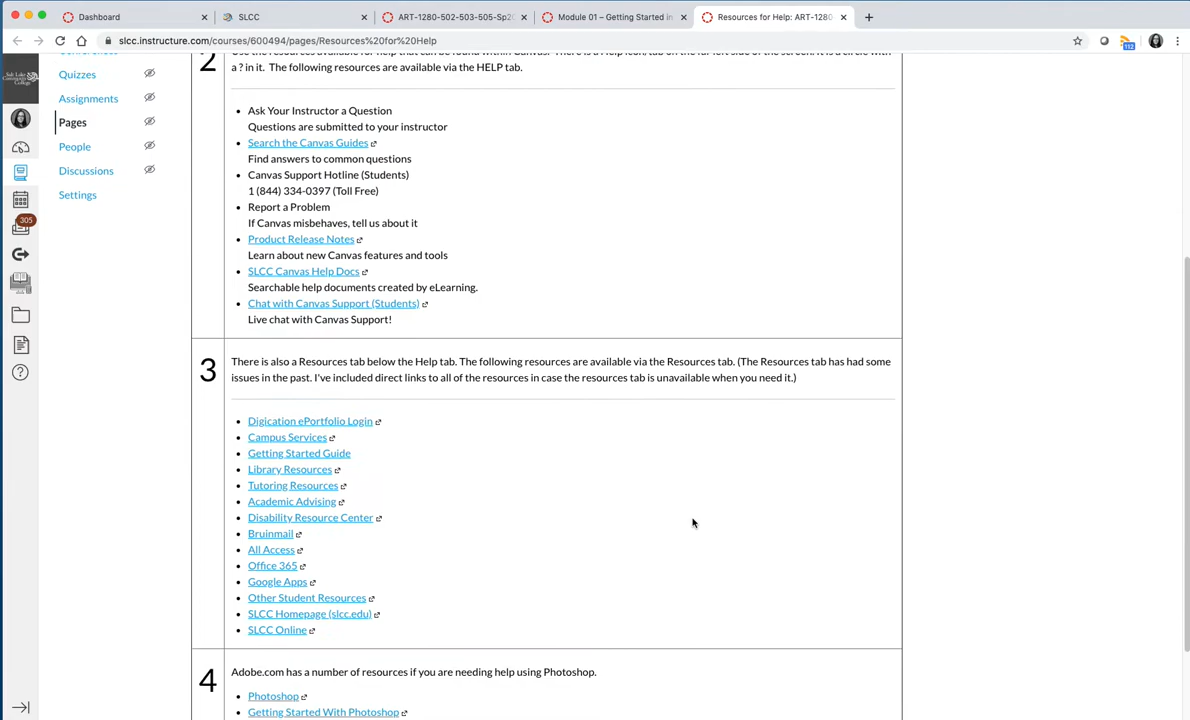 Dashboard
SLCC
ART-1280-502-503-505-Sp2
Module 01 – Getting Started in
Resources for Help: ART-1280
slcc.instructure.com/courses/600494/pages/Resources%20for%20Help
112
Quizzes
Assignments
Pages
People
Discussions
Settings
305
2
a ? in it. The following resources are available via the HELP tab.
Ask Your Instructor a Question
Questions are submitted to your instructor
Search the Canvas Guides
Find answers to common questions
Canvas Support Hotline (Students)
1 (844) 334-0397 (Toll Free)
Report a Problem
If Canvas misbehaves, tell us about it
Product Release Notes
Learn about new Canvas features and tools
SLCC Canvas Help Docs
Searchable help documents created by eLearning.
Chat with Canvas Support (Students)
Live chat with Canvas Support!
3
There is also a Resources tab below the Help tab. The following resources are available via the Resources tab. (The Resources tab has had some
issues in the past. I've included direct links to all of the resources in case the resources tab is unavailable when you need it.)
Digication ePortfolio Login
Campus Services
Getting Started Guide
Library Resources
Tutoring Resources
Academic Advising
Disability Resource Center
Bruinmail
All Access
Office 365
Google Apps
Other Student Resources
SLCC Homepage (slcc.edu)
SLCC Online
4
Adobe.com has a number of resources if you are needing help using Photoshop.
Photoshop
Getting Started With Photoshop